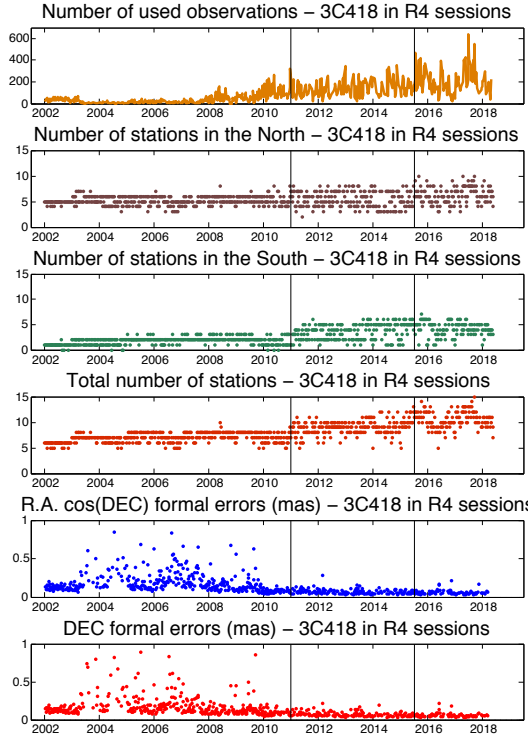 Number of used observations – 3C418 in R4 sessions
600
400
200
0
2002 2004 2006 2008 2010 2012 2014 2016 2018
Number of stations in the North – 3C418 in R4 sessions
15
10
5
0
2002 2004 2006 2008 2010 2012 2014 2016 2018
Number of stations in the South – 3C418 in R4 sessions
15
10
5
0
2002 2004 2006 2008 2010 2012 2014 2016 2018
Total number of stations – 3C418 in R4 sessions
15
10
5
0
2002 2004 2006 2008 2010 2012 2014 2016 2018
R.A. cos(DEC) formal errors (mas) – 3C418 in R4 sessions
1
0.5
0
2002 2004 2006 2008 2010 2012 2014 2016 2018
DEC formal errors (mas) – 3C418 in R4 sessions
1
0.5
0
2002 2004 2006 2008 2010 2012 2014 2016 2018